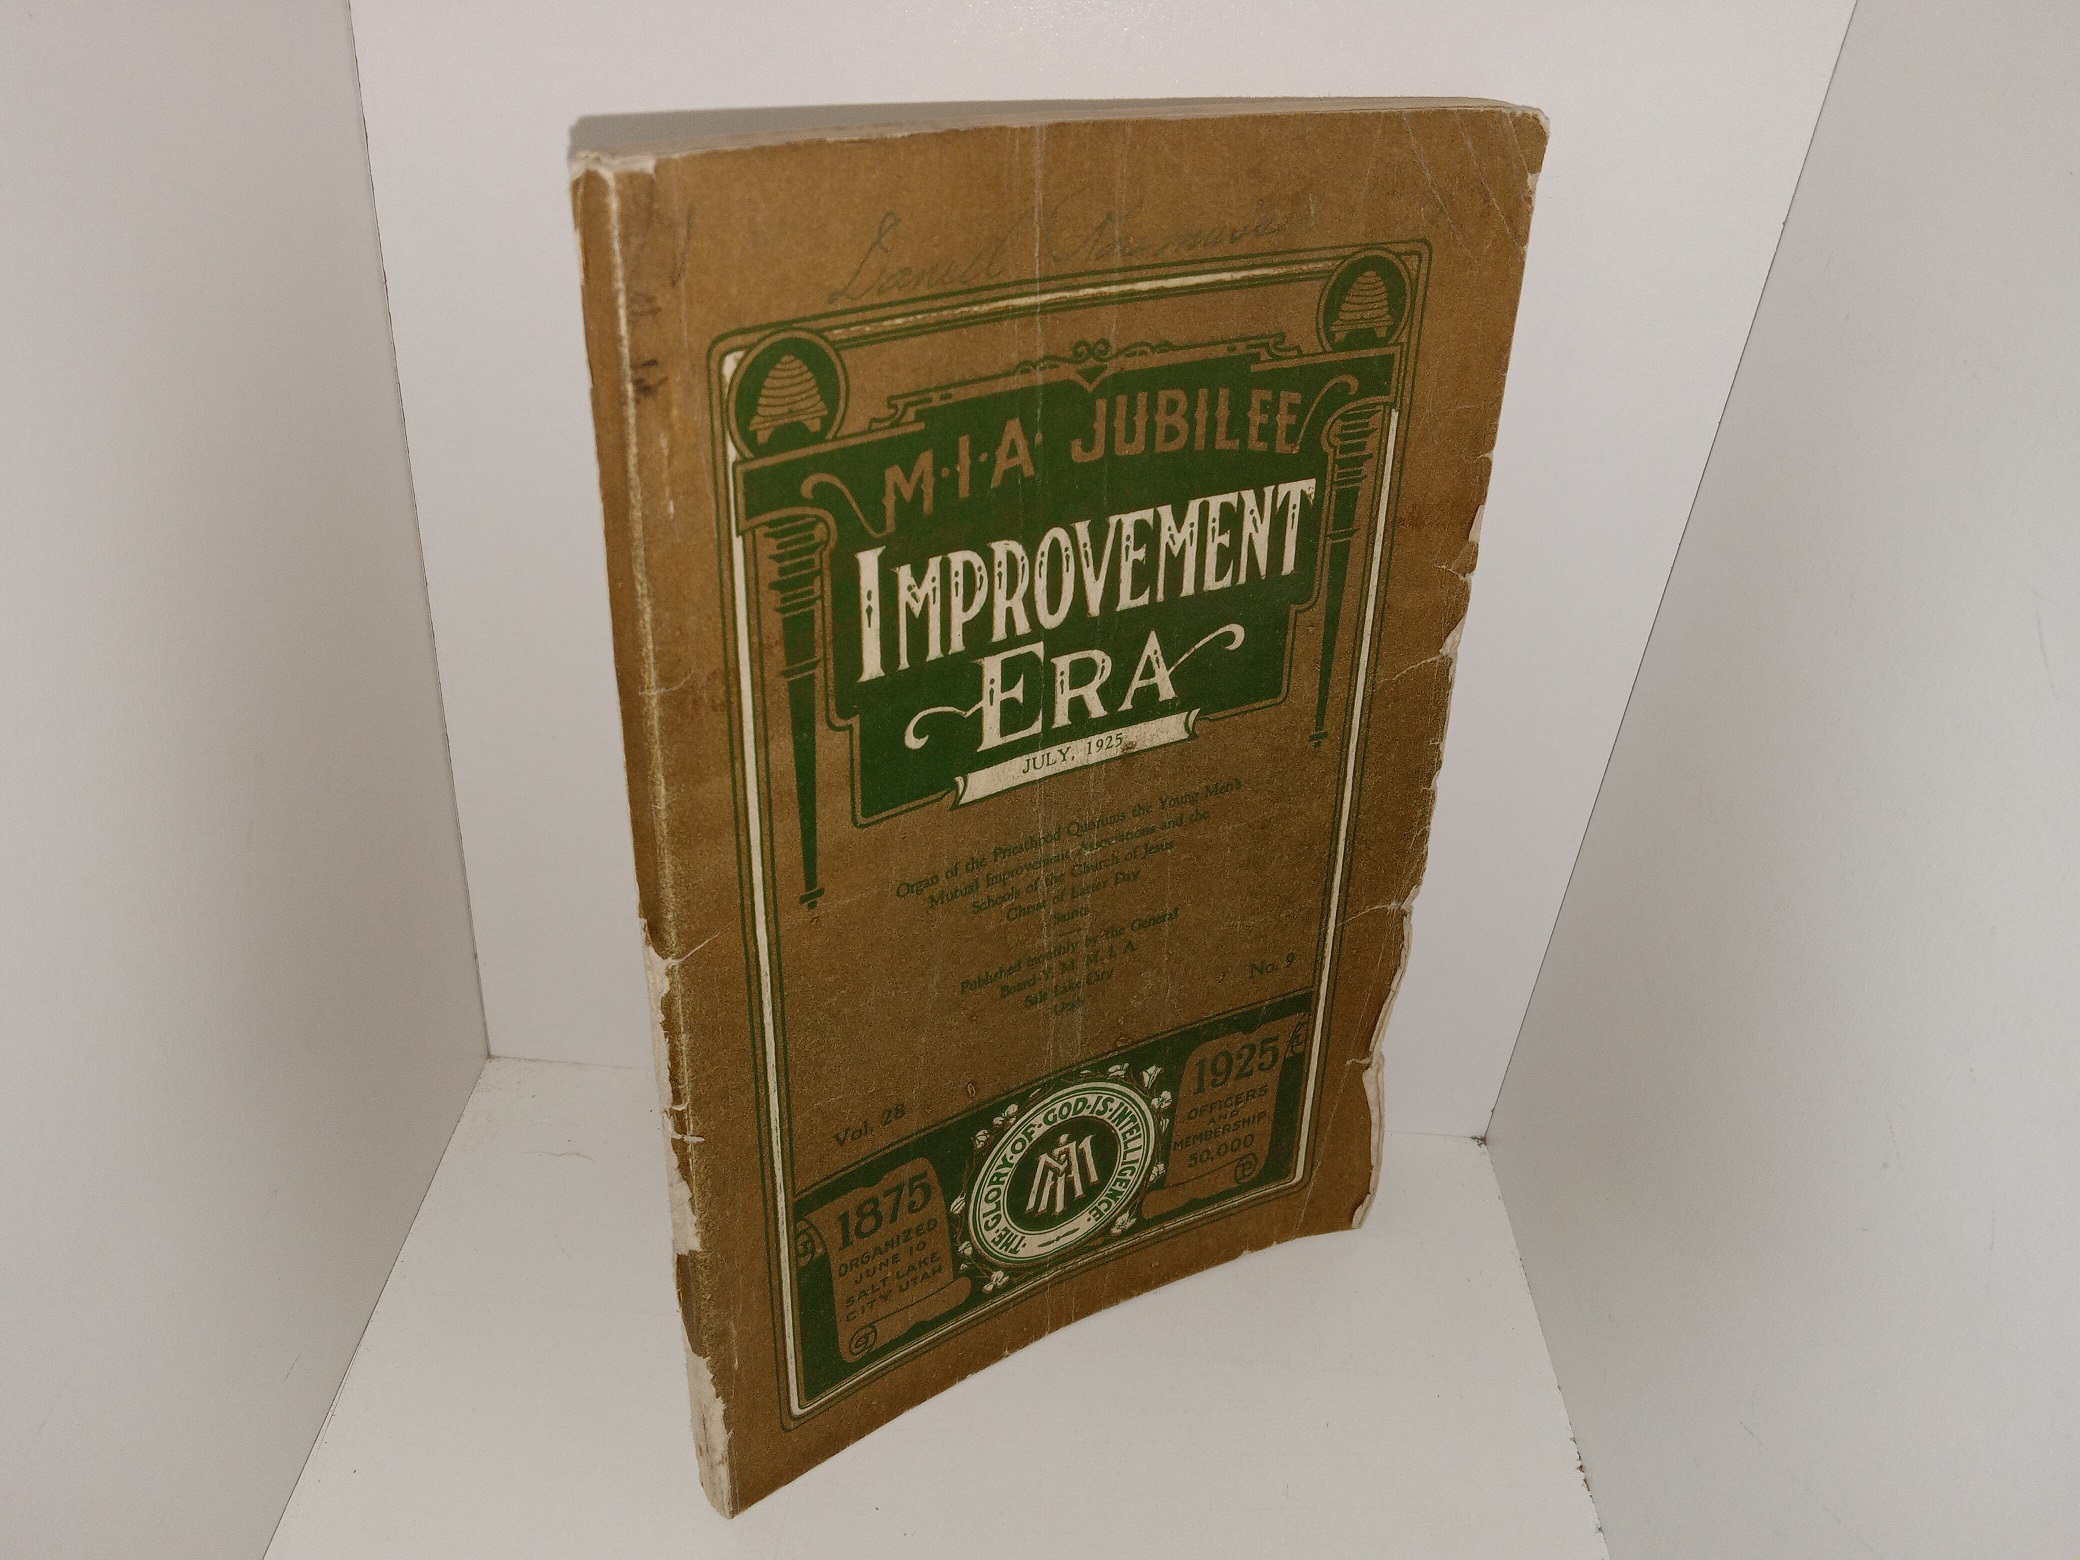 M·I·A· JUBILEE
IMPROVEMENT
ERA
JULY, 1925
Organ of the Priesthood Quorums the Young Men's
Mutual Improvement Associations and the
Schools of the Church of Jesus
Christ of Latter Day
Saints
Published monthly by the General
Board Y. M. M. I. A.
Salt Lake City
Utah
Vol. 28
No. 9
1875
ORGANIZED
JUNE 10
SALT LAKE
CITY UTAH
·THE·GLORY·OF·GOD·IS·INTELLIGENCE·
MIA
1925
OFFICERS
AND
MEMBERSHIP
50,000